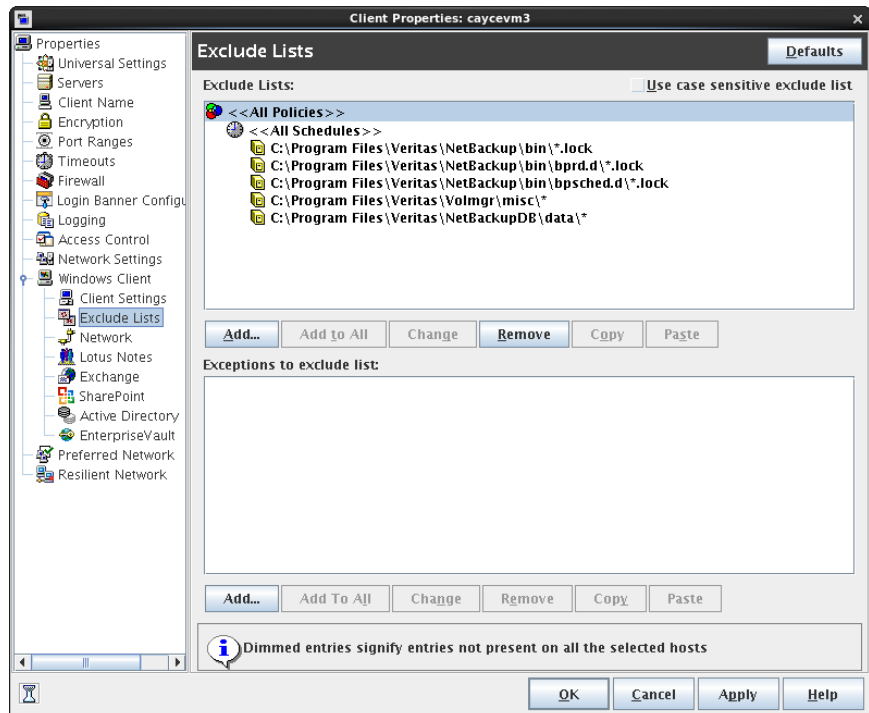 Client Properties: caycevm3
Properties
Universal Settings
Servers
Client Name
Encryption
Port Ranges
Timeouts
Firewall
Login Banner Configu
Logging
Access Control
Network Settings
Windows Client
Client Settings
Exclude Lists
Network
Lotus Notes
Exchange
SharePoint
Active Directory
EnterpriseVault
Preferred Network
Resilient Network
Exclude Lists
Defaults
Exclude Lists:
Use case sensitive exclude list
<<All Policies>>
<<All Schedules>>
C:\Program Files\Veritas\NetBackup\bin\*.lock
C:\Program Files\Veritas\NetBackup\bin\bprd.d\*.lock
C:\Program Files\Veritas\NetBackup\bin\bpsched.d\*.lock
C:\Program Files\Veritas\Volmgr\misc\*
C:\Program Files\Veritas\NetBackupDB\data\*
Add... Add to All Change Remove Copy Paste
Exceptions to exclude list:
Add... Add To All Change Remove Copy Paste
Dimmed entries signify entries not present on all the selected hosts
OK Cancel Apply Help